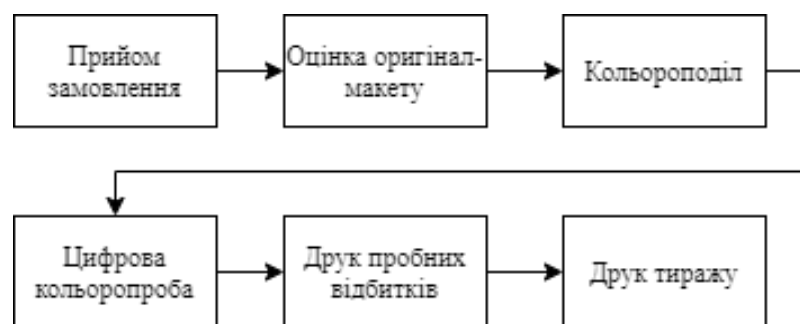 Прийом
замовлення
Оцінка оригінал-
макету
Кольороподіл
Цифрова
кольоропроба
Друк пробних
відбитків
Друк тиражу